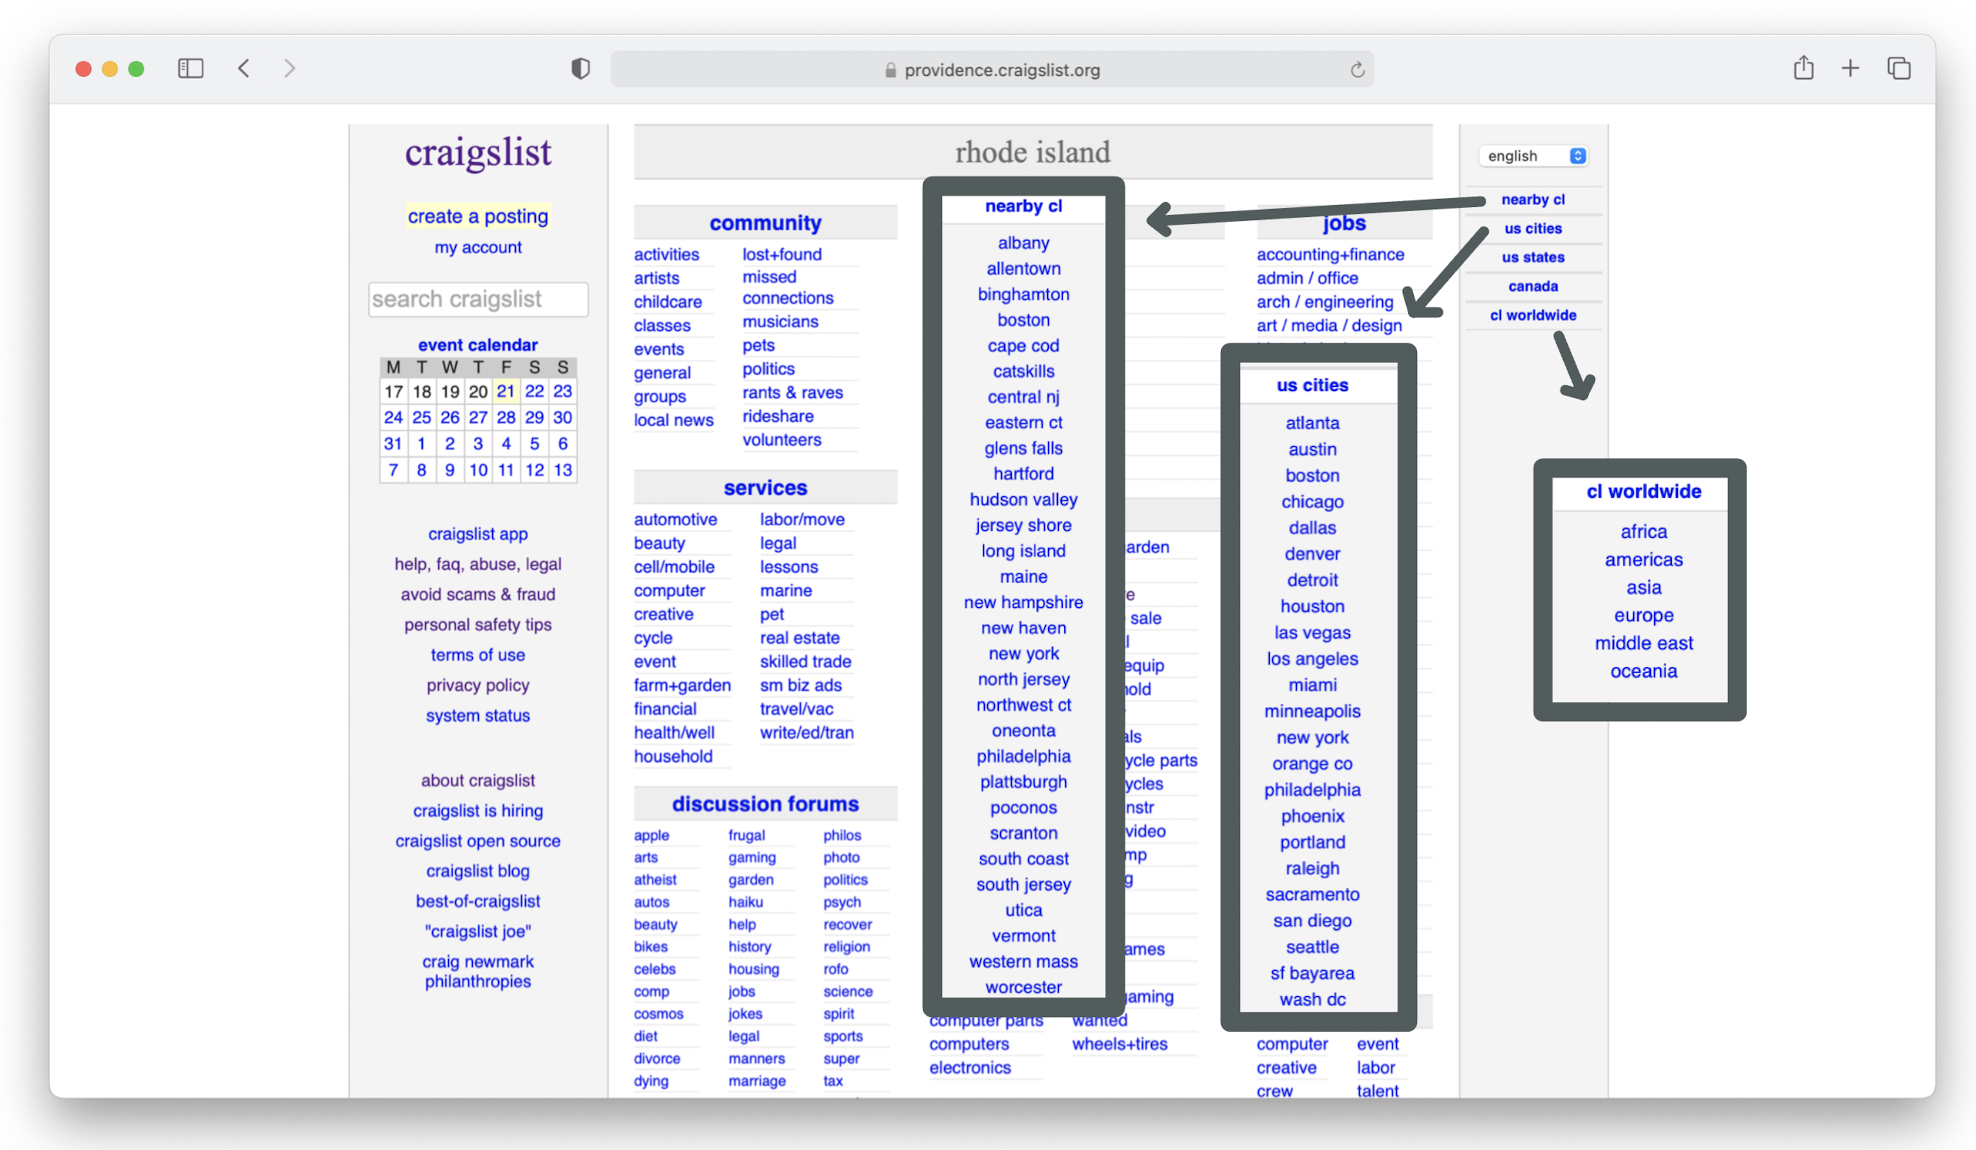 providence.craigslist.org
craigslist
create a posting
my account
search craigslist
event calendar
M T W T F S S
17 18 19 20 21 22 23
24 25 26 27 28 29 30
31 1 2 3 4 5 6
7 8 9 10 11 12 13
craigslist app
help, faq, abuse, legal
avoid scams & fraud
personal safety tips
terms of use
privacy policy
system status
about craigslist
craigslist is hiring
craigslist open source
craigslist blog
best-of-craigslist
"craigslist joe"
craig newmark
philanthropies
rhode island
community
activities
artists
childcare
classes
events
general
groups
local news
lost+found
missed
connections
musicians
pets
politics
rants & raves
rideshare
volunteers
services
automotive
beauty
cell/mobile
computer
creative
cycle
event
farm+garden
financial
health/well
household
labor/move
legal
lessons
marine
pet
real estate
skilled trade
sm biz ads
travel/vac
write/ed/tran
discussion forums
apple
arts
atheist
autos
beauty
bikes
celebs
comp
cosmos
diet
divorce
dying
frugal
gaming
garden
haiku
help
history
housing
jobs
jokes
legal
manners
marriage
philos
photo
politics
psych
recover
religion
rofo
science
spirit
sports
super
tax
nearby cl
albany
allentown
binghamton
boston
cape cod
catskills
central nj
eastern ct
glens falls
hartford
hudson valley
jersey shore
long island
maine
new hampshire
new haven
new york
north jersey
northwest ct
oneonta
philadelphia
plattsburgh
poconos
scranton
south coast
south jersey
utica
vermont
western mass
worcester
computer parts
computers
electronics
arden
e
sale
l
equip
old
als
ycle parts
ycles
nstr
video
mp
g
ames
gaming
wanted
wheels+tires
jobs
accounting+finance
admin / office
arch / engineering
art / media / design
us cities
atlanta
austin
boston
chicago
dallas
denver
detroit
houston
las vegas
los angeles
miami
minneapolis
new york
orange co
philadelphia
phoenix
portland
raleigh
sacramento
san diego
seattle
sf bayarea
wash dc
computer
creative
crew
event
labor
talent
english
nearby cl
us cities
us states
canada
cl worldwide
cl worldwide
africa
americas
asia
europe
middle east
oceania